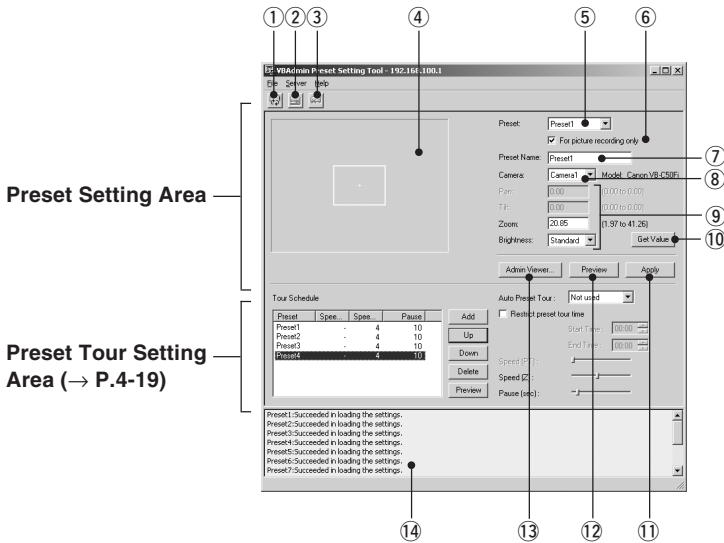 ① ② ③ ④ ⑤ ⑥
VBAdmin Preset Setting Tool - 192.168.100.1
File Server Help
Preset Setting Area
Preset: Preset1
For picture recording only
Preset Name: Preset1 ⑦
Camera: Camera1 Model: Canon VB-C50Fi ⑧
Pan: 0.00 (0.00 to 0.00)
Tilt: 0.00 (0.00 to 0.00) ⑨
Zoom: 20.85 (1.97 to 41.26)
Brightness: Standard Get Value ⑩
Admin Viewer... Preview Apply
Preset Tour Setting
Area (→ P.4-19)
Tour Schedule
Preset Spee... Spee... Pause
Preset1 - 4 10
Preset2 - 4 10
Preset3 - 4 10
Preset4 - 4 10
Add
Up
Down
Delete
Preview
Auto Preset Tour : Not used
Restrict preset tour time
Start Time : 00:00
End Time : 00:00
Speed (PT) :
Speed (Z) :
Pause (sec) :
Preset1:Succeeded in loading the settings.
Preset2:Succeeded in loading the settings.
Preset3:Succeeded in loading the settings.
Preset4:Succeeded in loading the settings.
Preset5:Succeeded in loading the settings.
Preset6:Succeeded in loading the settings.
Preset7:Succeeded in loading the settings.
⑭ ⑬ ⑫ ⑪